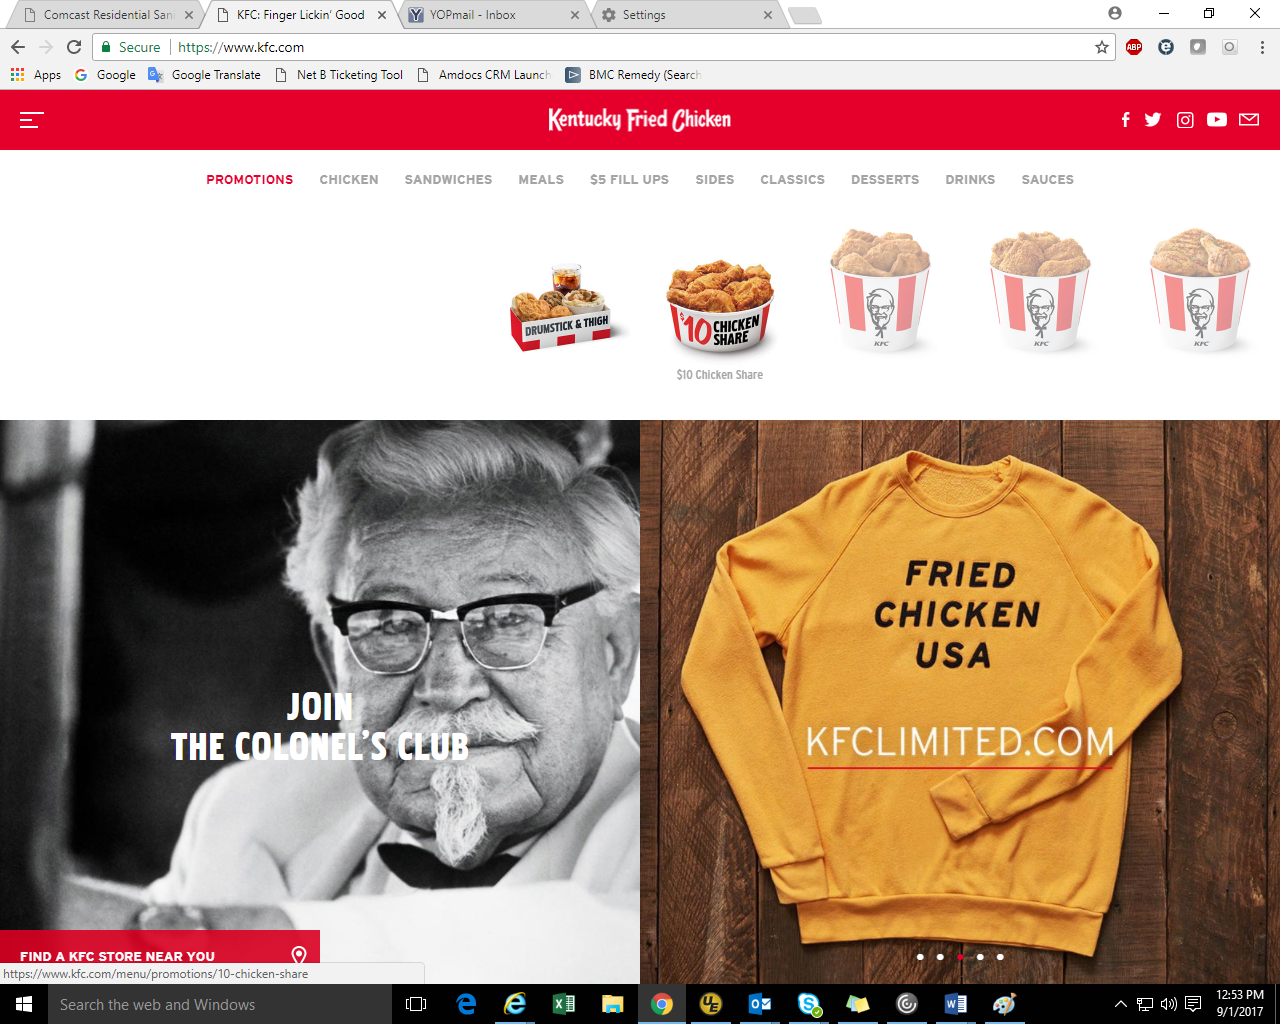 Comcast Residential San
KFC: Finger Lickin' Good
YOPmail - Inbox
Settings
Secure
https://www.kfc.com
ABP
Apps
Google
Google Translate
Net B Ticketing Tool
Amdocs CRM Launch
BMC Remedy (Search
Kentucky Fried Chicken
PROMOTIONS
CHICKEN
SANDWICHES
MEALS
$5 FILL UPS
SIDES
CLASSICS
DESSERTS
DRINKS
SAUCES
DRUMSTICK & THIGH
$10 CHICKEN
SHARE
KFC
KFC
KFC
$10 Chicken Share
JOIN
THE COLONEL'S CLUB
FRIED
CHICKEN
USA
KFCLIMITED.COM
FIND A KFC STORE NEAR YOU
https://www.kfc.com/menu/promotions/10-chicken-share
Search the web and Windows
12:53 PM
9/1/2017